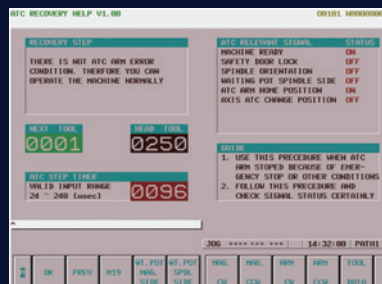 ATC RECOVERY HELP V1.00
O0101 N0000000
RECOVERY STEP
THERE IS NOT ATC ARM ERROR
CONDITION. THERFURE YOU CAN
OPERATE THE MACHINE NORMALLY
ATC RELEVANT SIGNAL STATUS
MACHINE READY ON
SAFETY DOOR LOCK OFF
SPINDLE ORIENTATION OFF
WAITING POT SPINDLE SIDE OFF
ATC ARM HOME POSITION ON
AXIS ATC CHANGE POSITION OFF
NEXT TOOL
0001
HEAD TOOL
0250
ATC STEP TIMER
VALID INPUT RANGE
24 ~ 240 [msec]
0096
GUIDE
1. USE THIS PRECEDURE WHEN ATC
ARM STOPED BECAUSE OF EMER-
GENCY STOP OR OTHER CONDITIONS
2. FOLLOW THIS PRECEDURE AND
CHECK SIGNAL STATUS CERTAINLY
^
JOG **** *** *** 14:32:00 PATH1
OK
PREV
M19
WT.POT
MAG.
SIDE
WT.POT
SPDL
SIDE
MAG.
CW
MAG.
CCW
ARM
CW
ARM
CCW
TOOL
DATA